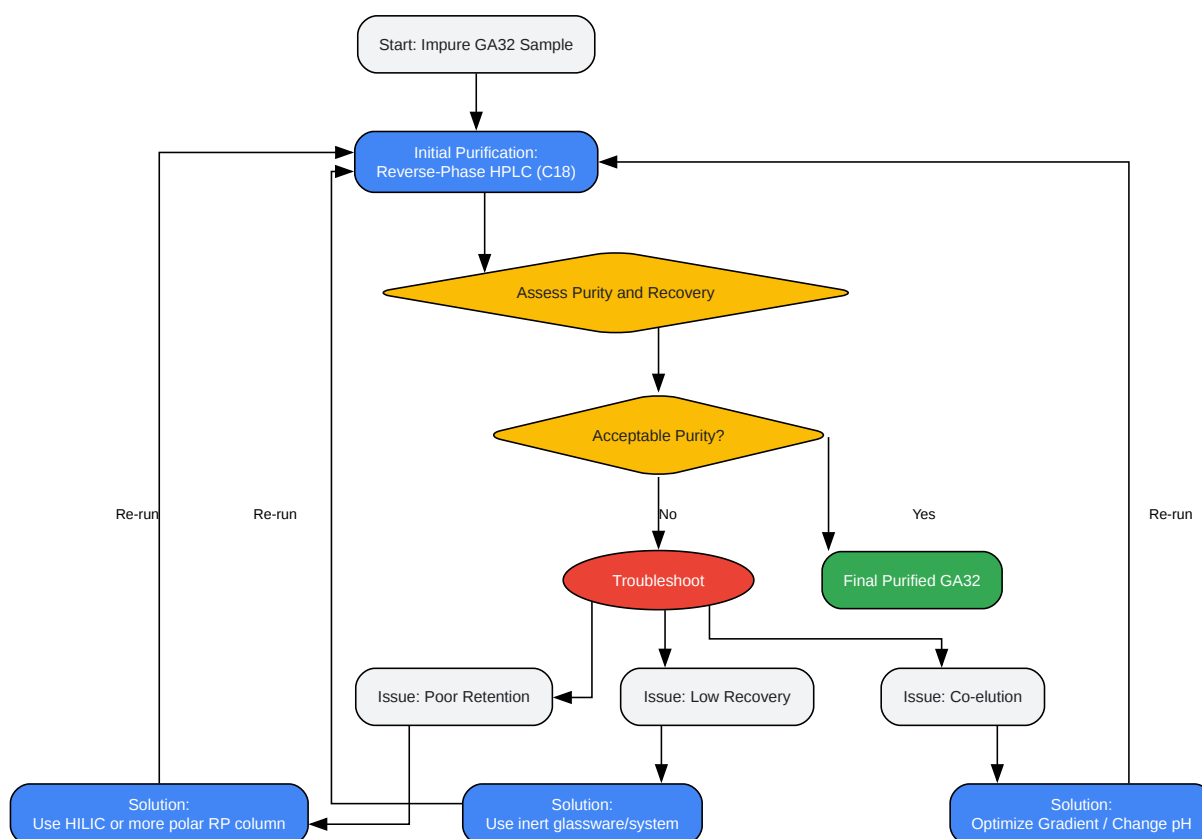 Start: Impure GA32 Sample
Initial Purification:
Reverse-Phase HPLC (C18)
Assess Purity and Recovery
Acceptable Purity?
Re-run
Re-run
No
Yes
Re-run
Troubleshoot
Final Purified GA32
Issue: Poor Retention
Issue: Low Recovery
Issue: Co-elution
Solution:
Use HILIC or more polar RP column
Solution:
Use inert glassware/system
Solution:
Optimize Gradient / Change pH